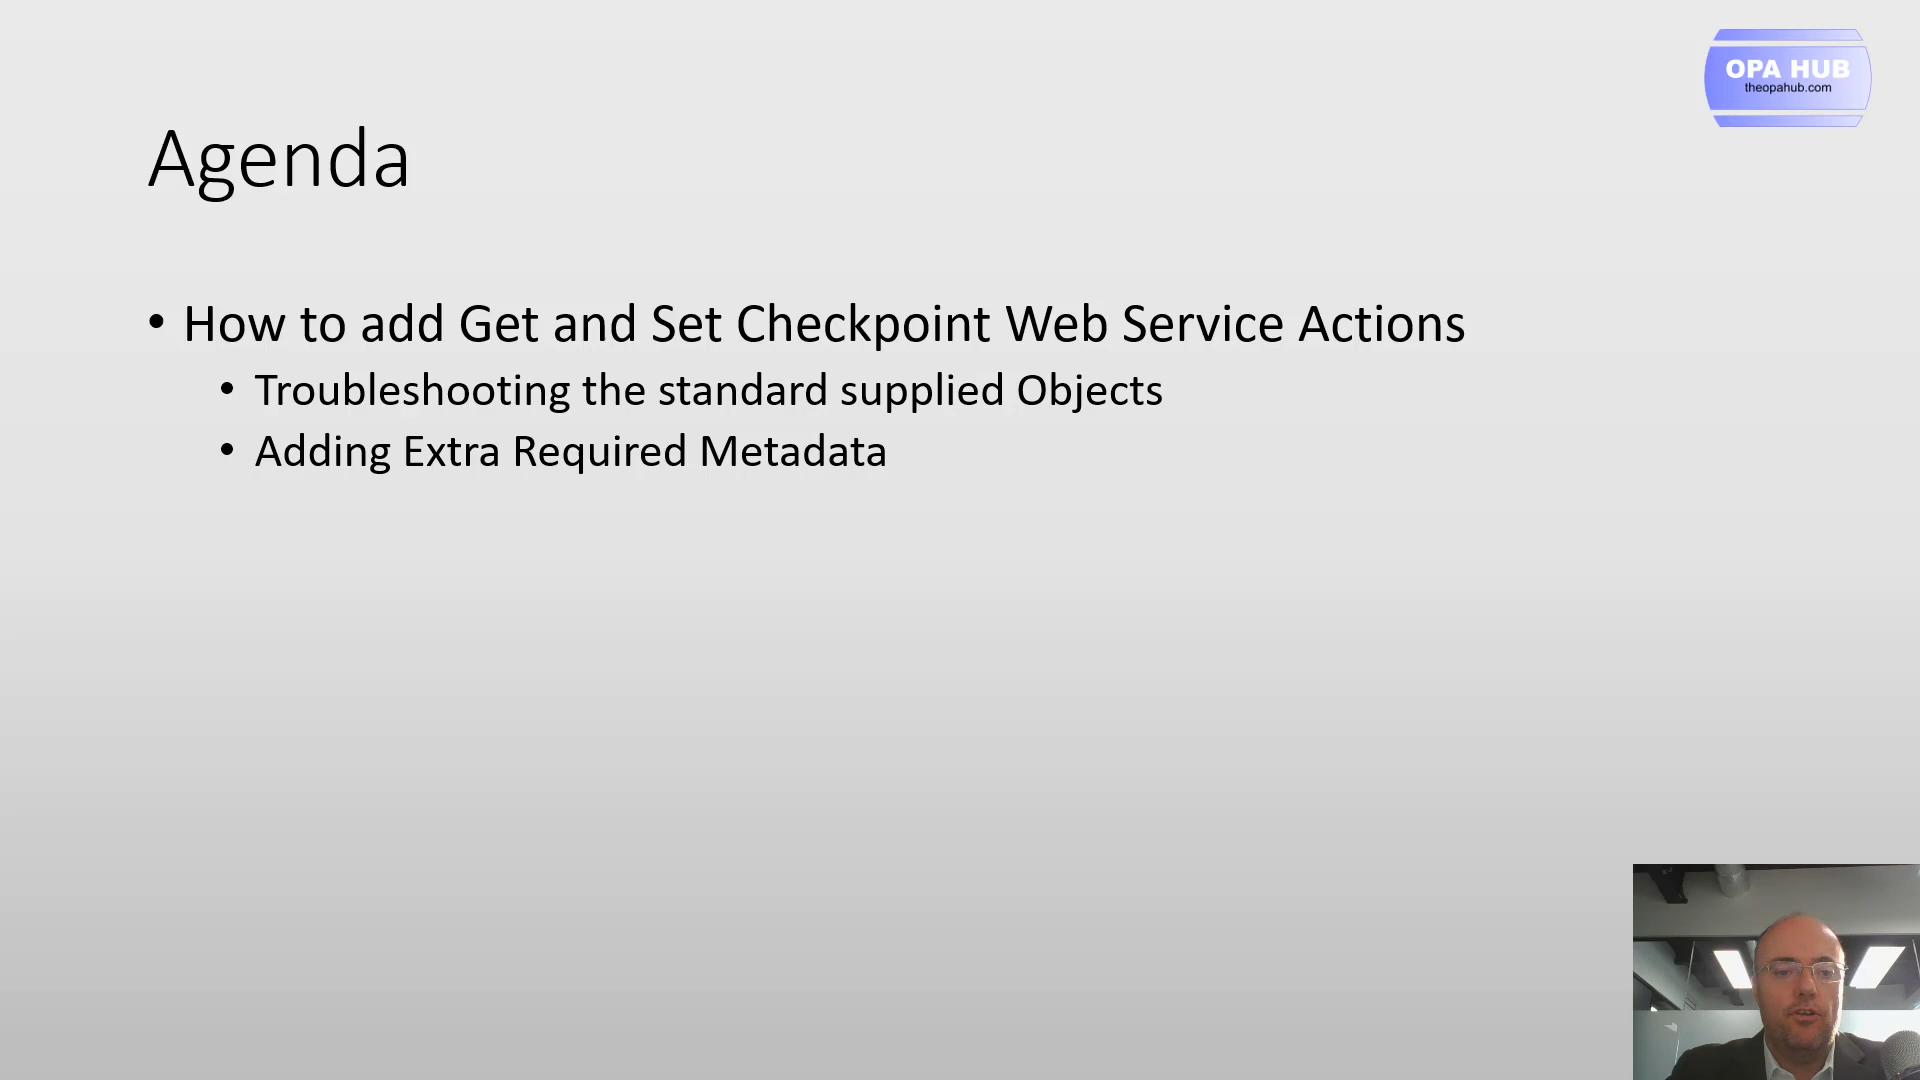 OPA HUB
theopahub.com
Agenda
• How to add Get and Set Checkpoint Web Service Actions
• Troubleshooting the standard supplied Objects
• Adding Extra Required Metadata